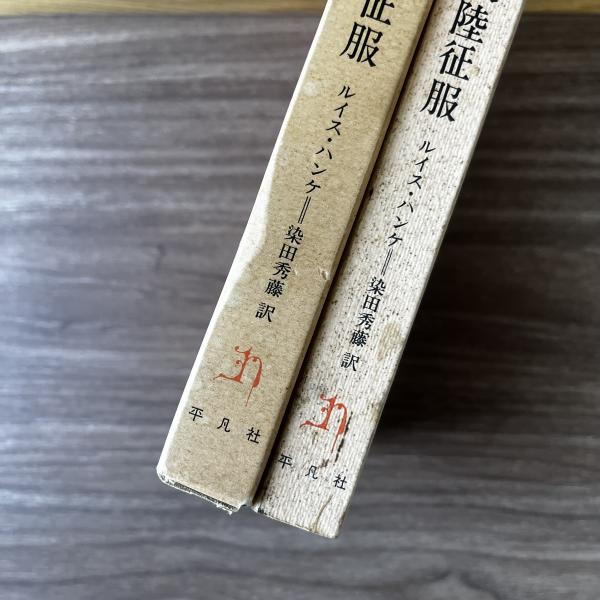 征服
ルイス・ハンケ=染田秀藤 訳
平凡社
大陸征服
ルイス・ハンケ=染田秀藤 訳
平凡社